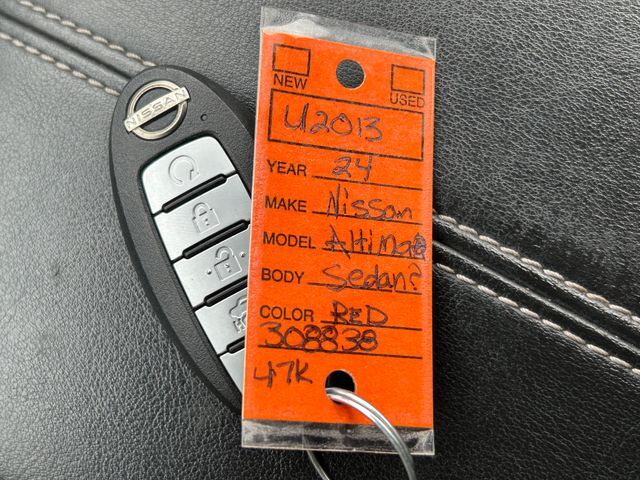 NISSAN
NEW
USED
U2013
YEAR 24
MAKE Nissan
MODEL Altima
BODY Sedan?
COLOR RED
308838
47K